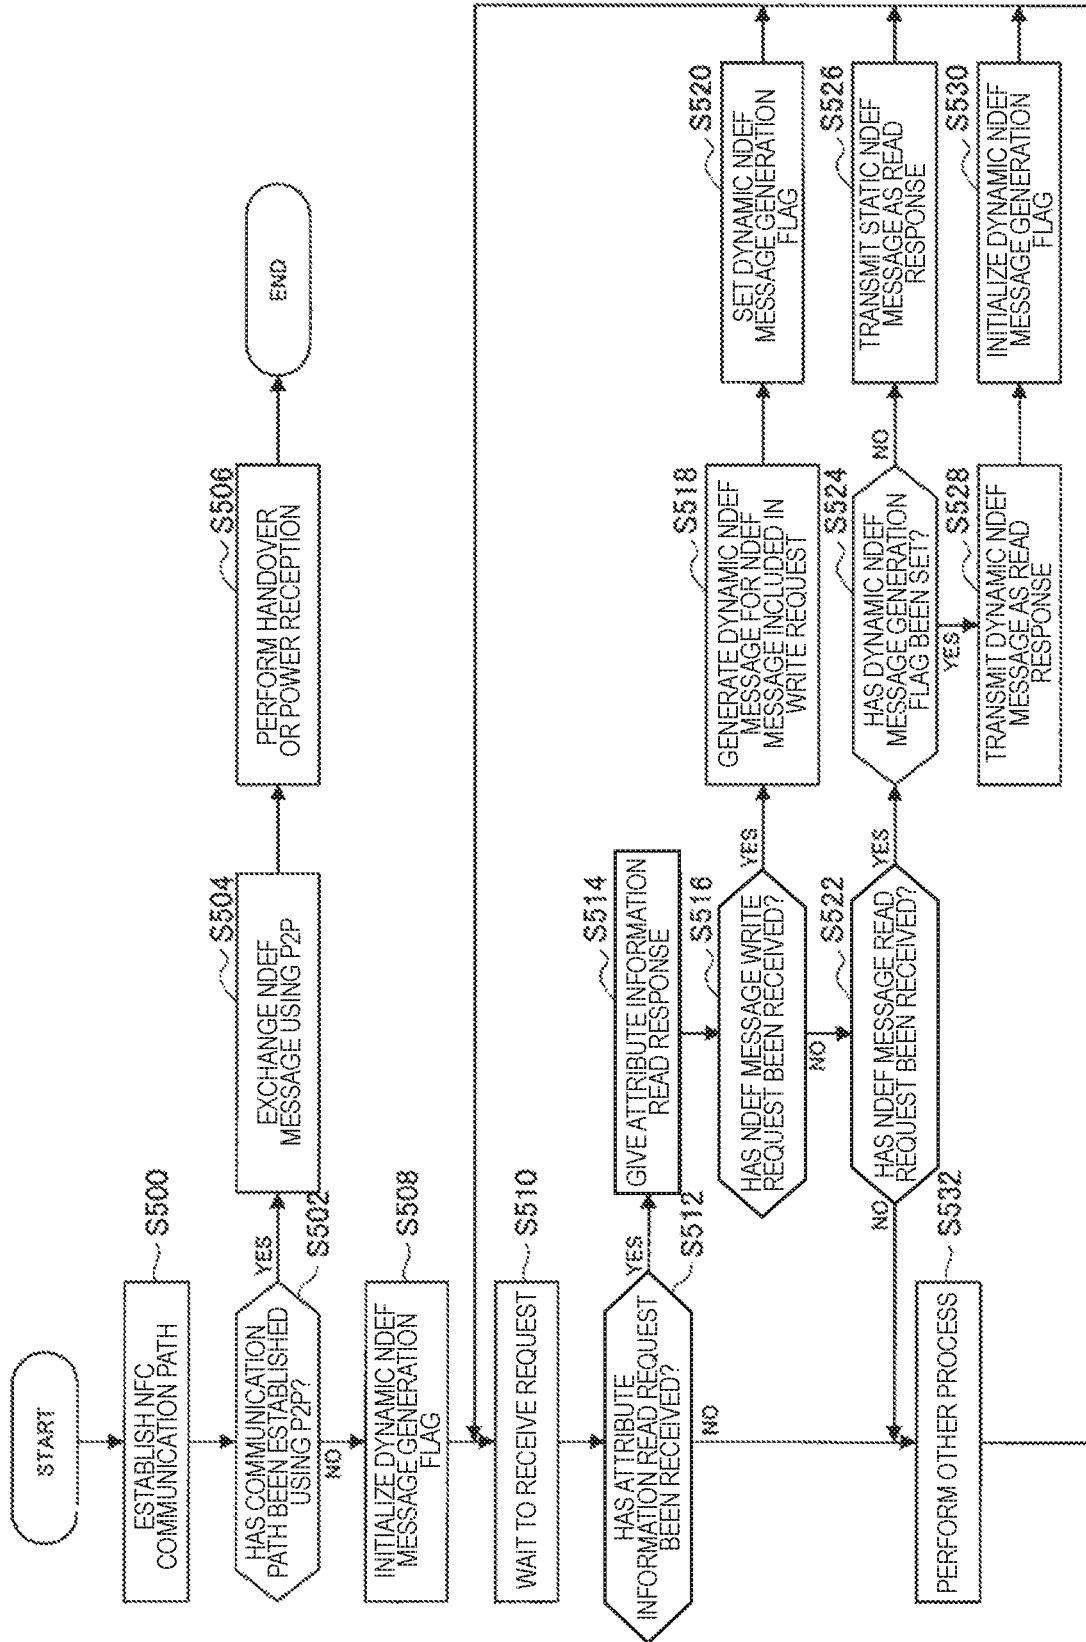 START
ESTABLISH NFC
COMMUNICATION PATH
S500
HAS COMMUNICATION
PATH BEEN ESTABLISHED
USING P2P?
S502
YES
NO
EXCHANGE NDEF
MESSAGE USING P2P
S504
PERFORM HANDOVER
OR POWER RECEPTION
S506
END
INITIALIZE DYNAMIC NDEF
MESSAGE GENERATION
FLAG
S508
WAIT TO RECEIVE REQUEST
S510
HAS ATTRIBUTE
INFORMATION READ REQUEST
BEEN RECEIVED?
S512
YES
NO
GIVE ATTRIBUTE INFORMATION
READ RESPONSE
S514
HAS NDEF MESSAGE WRITE
REQUEST BEEN RECEIVED?
S516
YES
NO
GENERATE DYNAMIC NDEF
MESSAGE FOR NDEF
MESSAGE INCLUDED IN
WRITE REQUEST
S518
SET DYNAMIC NDEF
MESSAGE GENERATION
FLAG
S520
HAS NDEF MESSAGE READ
REQUEST BEEN RECEIVED?
S522
YES
NO
HAS DYNAMIC NDEF
MESSAGE GENERATION
FLAG BEEN SET?
S524
NO
YES
TRANSMIT STATIC NDEF
MESSAGE AS READ
RESPONSE
S526
TRANSMIT DYNAMIC NDEF
MESSAGE AS READ
RESPONSE
S528
INITIALIZE DYNAMIC NDEF
MESSAGE GENERATION
FLAG
S530
PERFORM OTHER PROCESS
S532